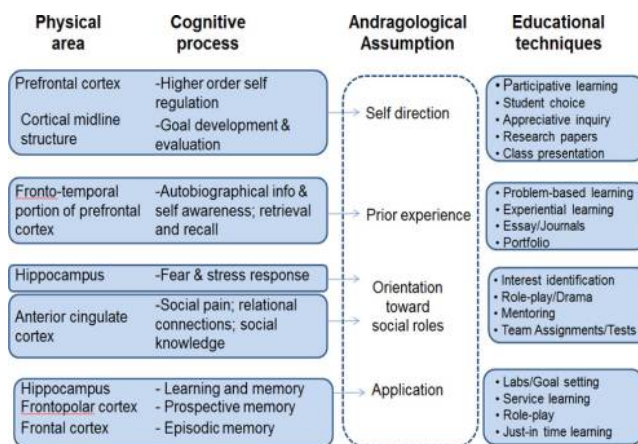 Physical area
Cognitive process
Andragological Assumption
Educational techniques
Prefrontal cortex
Cortical midline structure
-Higher order self regulation
-Goal development & evaluation
Self direction
• Participative learning
• Student choice
• Appreciative inquiry
• Research papers
• Class presentation
Fronto-temporal portion of prefrontal cortex
-Autobiographical info & self awareness; retrieval and recall
Prior experience
• Problem-based learning
• Experiential learning
• Essay/Journals
• Portfolio
Hippocampus
-Fear & stress response
Anterior cingulate cortex
-Social pain; relational connections; social knowledge
Orientation toward social roles
• Interest identification
• Role-play/Drama
• Mentoring
• Team Assignments/Tests
Hippocampus
Frontopolar cortex
Frontal cortex
- Learning and memory
- Prospective memory
- Episodic memory
Application
• Labs/Goal setting
• Service learning
• Role-play
• Just-in time learning